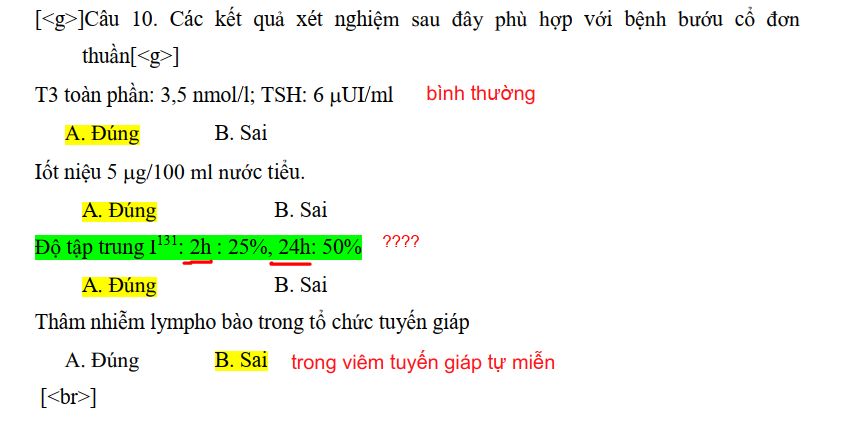 [<g>]Câu 10. Các kết quả xét nghiệm sau đây phù hợp với bệnh bướu cổ đơn
thuần[<g>]
T3 toàn phần: 3,5 nmol/l; TSH: 6 μUI/ml bình thường
A. Đúng B. Sai
Iốt niệu 5 μg/100 ml nước tiểu.
A. Đúng B. Sai
Độ tập trung I¹³¹: 2h : 25%, 24h: 50% ????
A. Đúng B. Sai
Thâm nhiễm lympho bào trong tổ chức tuyến giáp
A. Đúng B. Sai trong viêm tuyến giáp tự miễn
[<br>]